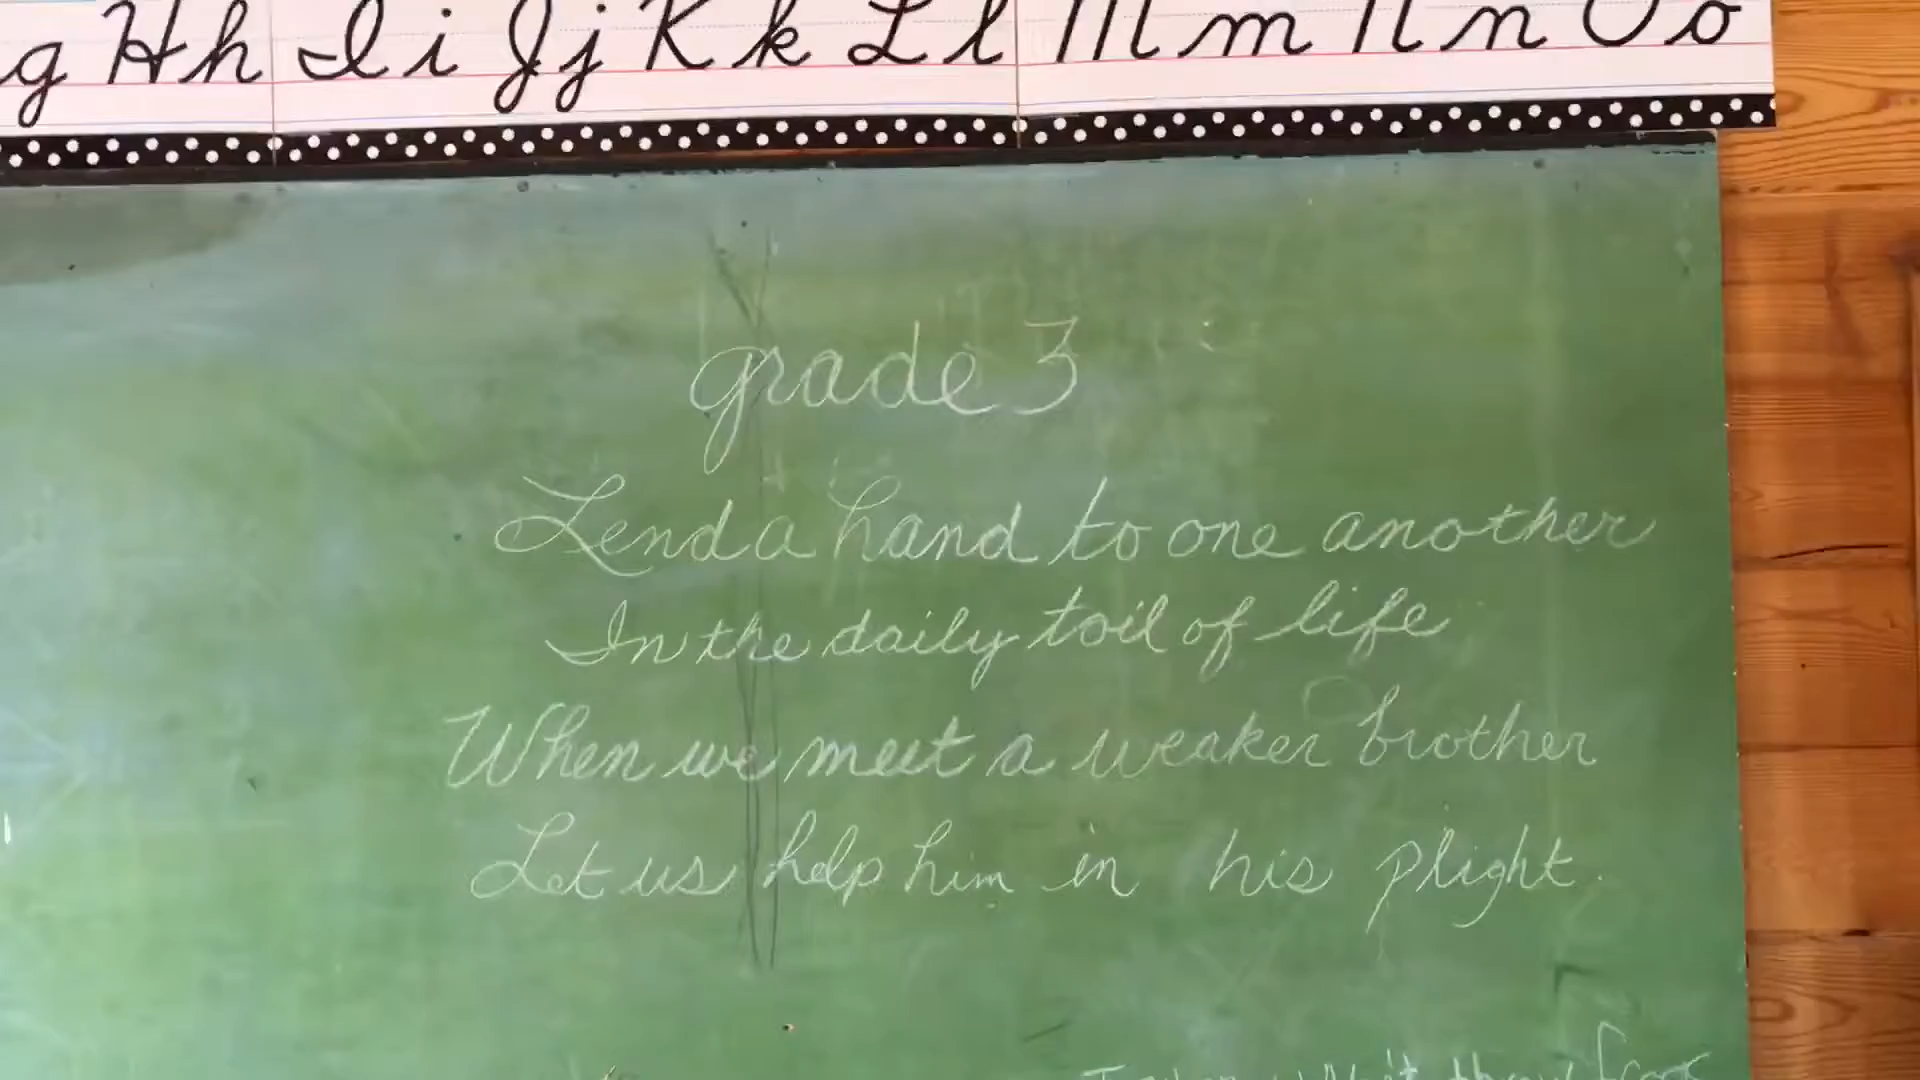 g Hh Ii Jj Kk Ll Mm Nn Oo
grade 3
Lend a hand to one another
In the daily toil of life
When we meet a weaker brother
Let us help him in his plight.